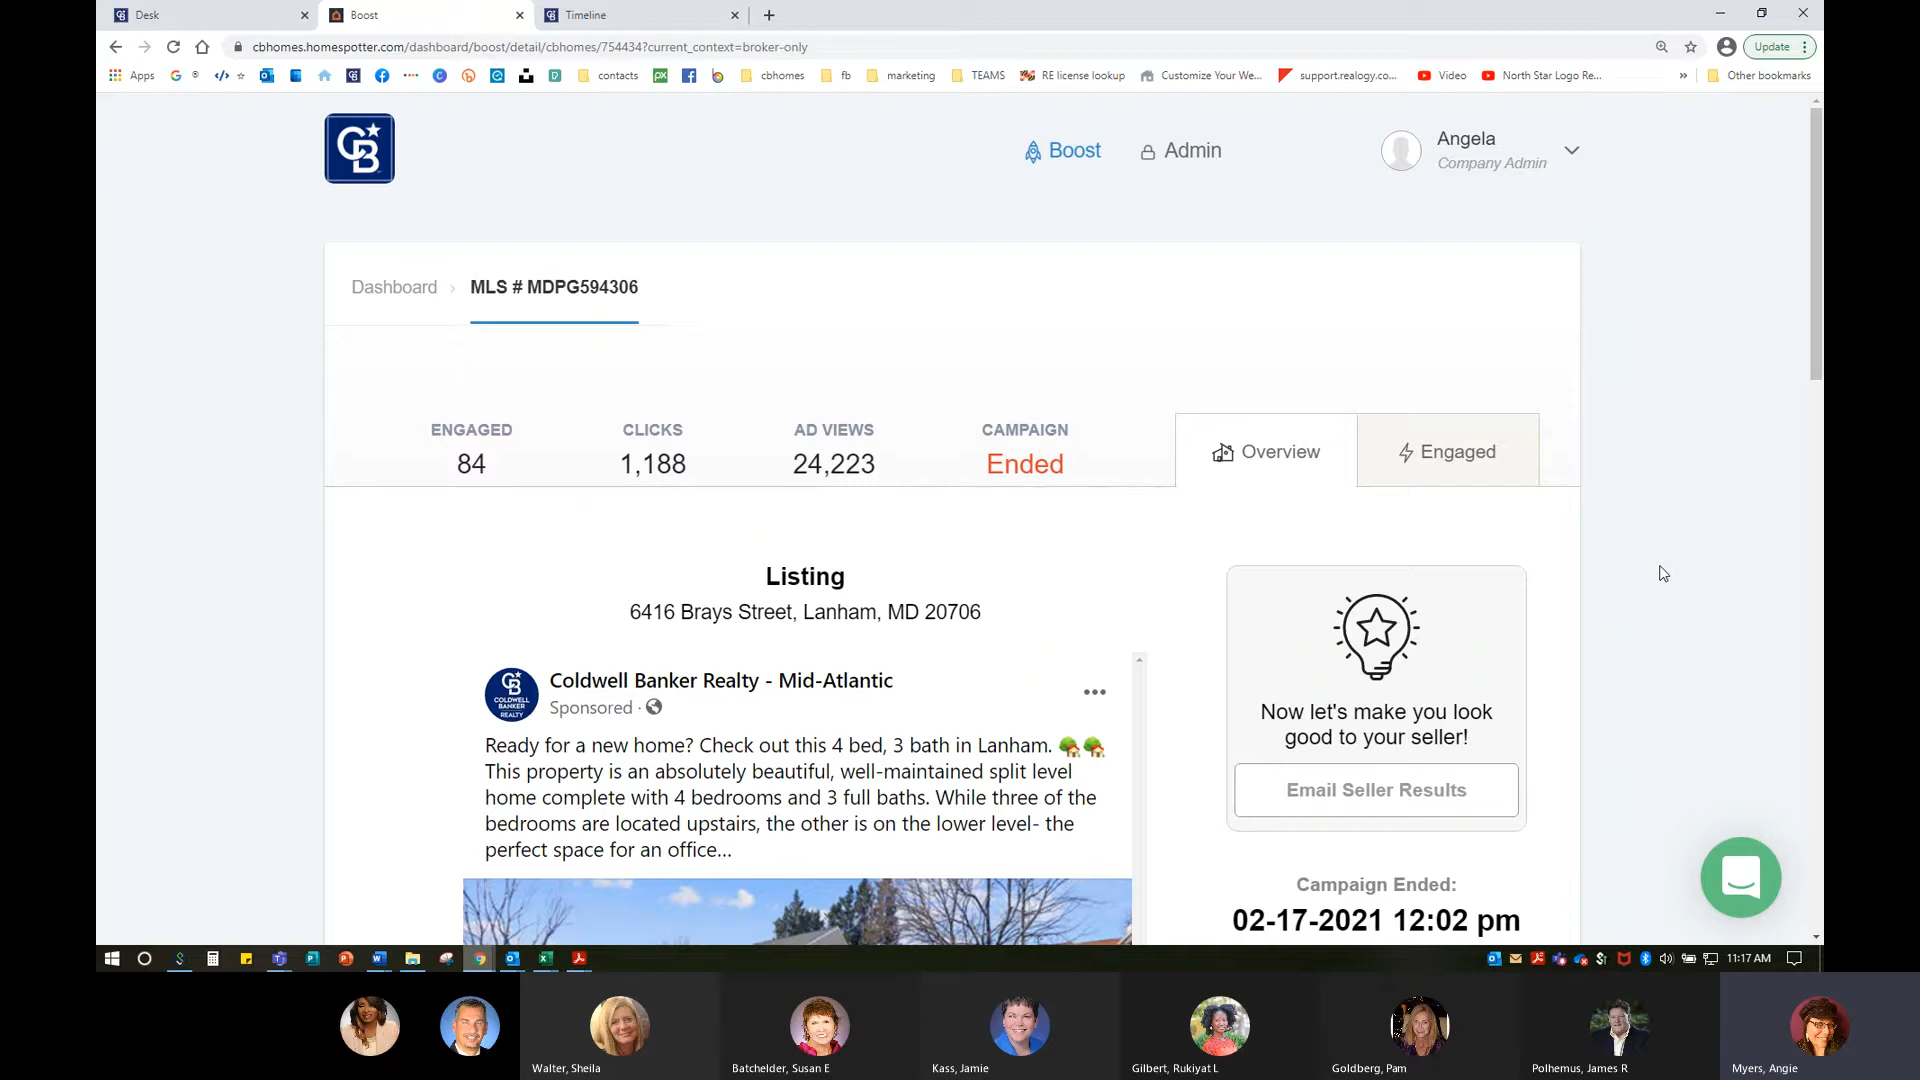 Desk
Boost
Timeline
cbhomes.homespotter.com/dashboard/boost/detail/cbhomes/754434?current_context=broker-only
Update
Apps
contacts
cbhomes
fb
marketing
TEAMS
RE license lookup
Customize Your We...
support.realogy.co...
Video
North Star Logo Re...
»
Other bookmarks
CB
Boost
Admin
Angela
Company Admin
Dashboard > MLS # MDPG594306
ENGAGED
84
CLICKS
1,188
AD VIEWS
24,223
CAMPAIGN
Ended
Overview
Engaged
Listing
6416 Brays Street, Lanham, MD 20706
CB
COLDWELL
BANKER
REALTY
Coldwell Banker Realty - Mid-Atlantic
Sponsored ·
Ready for a new home? Check out this 4 bed, 3 bath in Lanham. 🏡🏡
This property is an absolutely beautiful, well-maintained split level
home complete with 4 bedrooms and 3 full baths. While three of the
bedrooms are located upstairs, the other is on the lower level- the
perfect space for an office...
Now let's make you look
good to your seller!
Email Seller Results
Campaign Ended:
02-17-2021 12:02 pm
11:17 AM
Walter, Sheila
Batchelder, Susan E
Kass, Jamie
Gilbert, Rukiyat L
Goldberg, Pam
Polhemus, James R
Myers, Angie